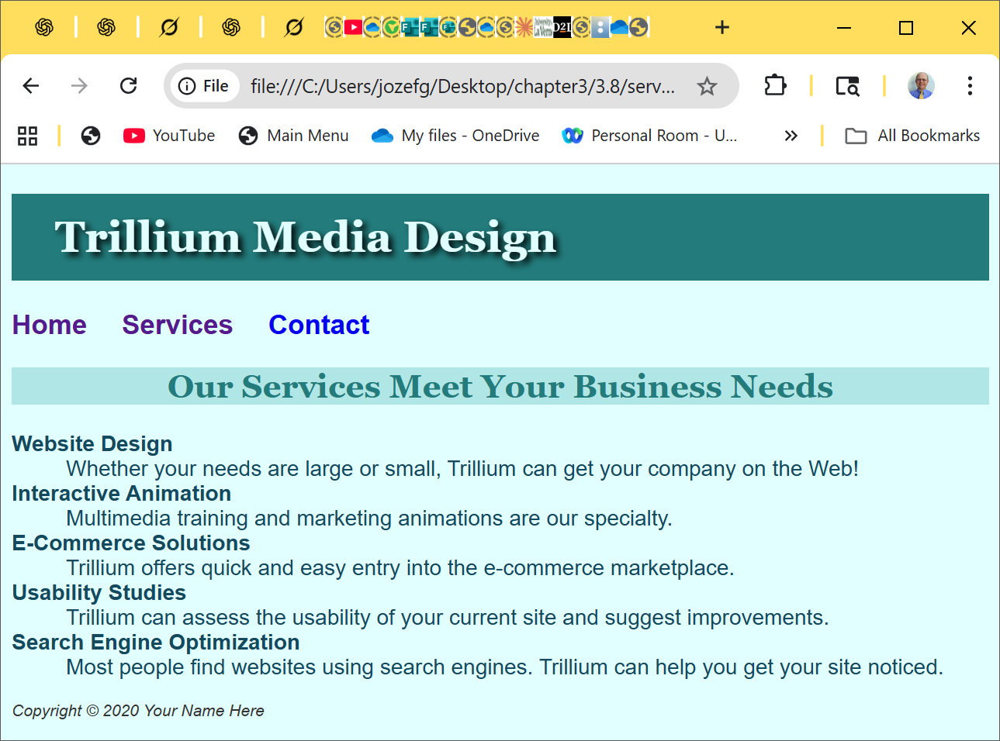 D2L
File file:///C:/Users/jozefg/Desktop/chapter3/3.8/serv...
YouTube Main Menu My files - OneDrive Personal Room - U... All Bookmarks
Trillium Media Design
Home Services Contact
Our Services Meet Your Business Needs
Website Design
Whether your needs are large or small, Trillium can get your company on the Web!
Interactive Animation
Multimedia training and marketing animations are our specialty.
E-Commerce Solutions
Trillium offers quick and easy entry into the e-commerce marketplace.
Usability Studies
Trillium can assess the usability of your current site and suggest improvements.
Search Engine Optimization
Most people find websites using search engines. Trillium can help you get your site noticed.
Copyright © 2020 Your Name Here